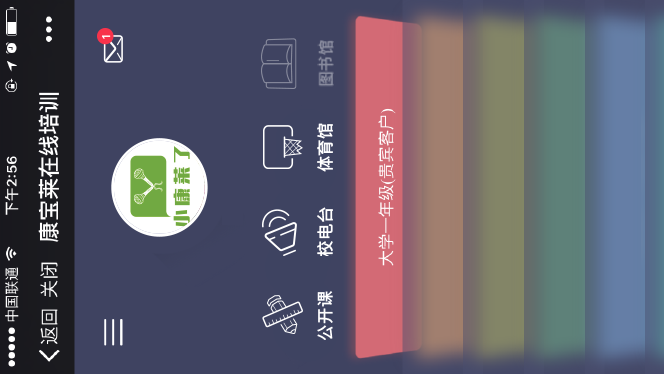 中国联通 下午2:56
返回 关闭 康宝莱在线培训
1
小康莱了
公开课 校电台 体育馆 图书馆
大学一年级(贵宾客户)